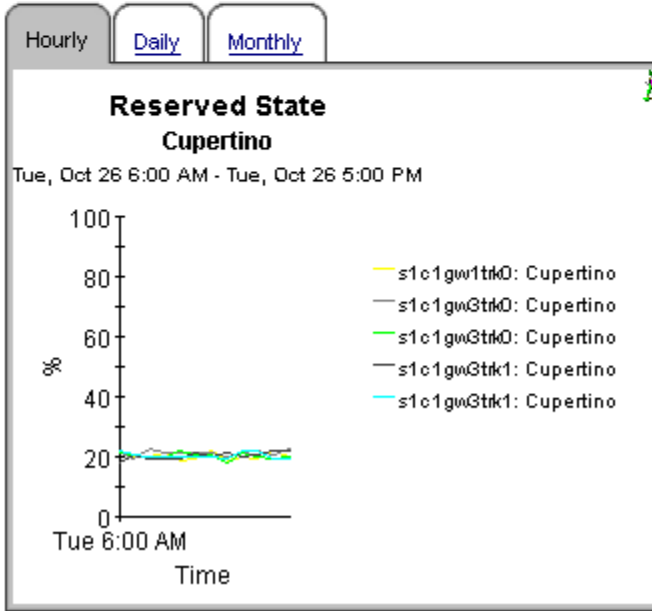 Hourly Daily Monthly
Reserved State
Cupertino
Tue, Oct 26 6:00 AM - Tue, Oct 26 5:00 PM
100
80
60
40
20
0
%
s1c1gw1trk0: Cupertino
s1c1gw3trk0: Cupertino
s1c1gw3trk0: Cupertino
s1c1gw3trk1: Cupertino
s1c1gw3trk1: Cupertino
Tue 6:00 AM
Time